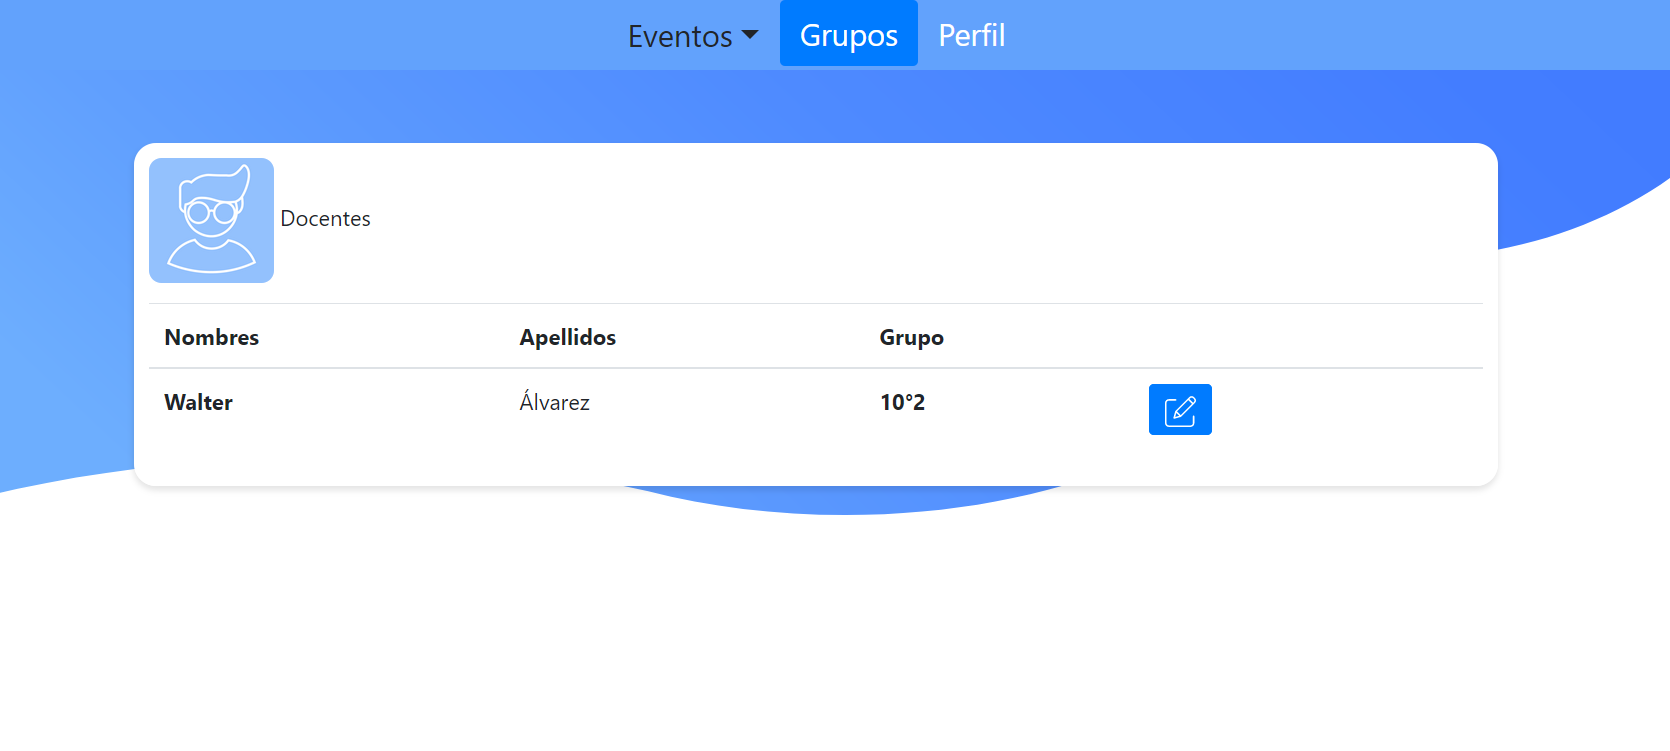 Eventos Grupos Perfil
Docentes
Nombres Apellidos Grupo
Walter Álvarez 10°2